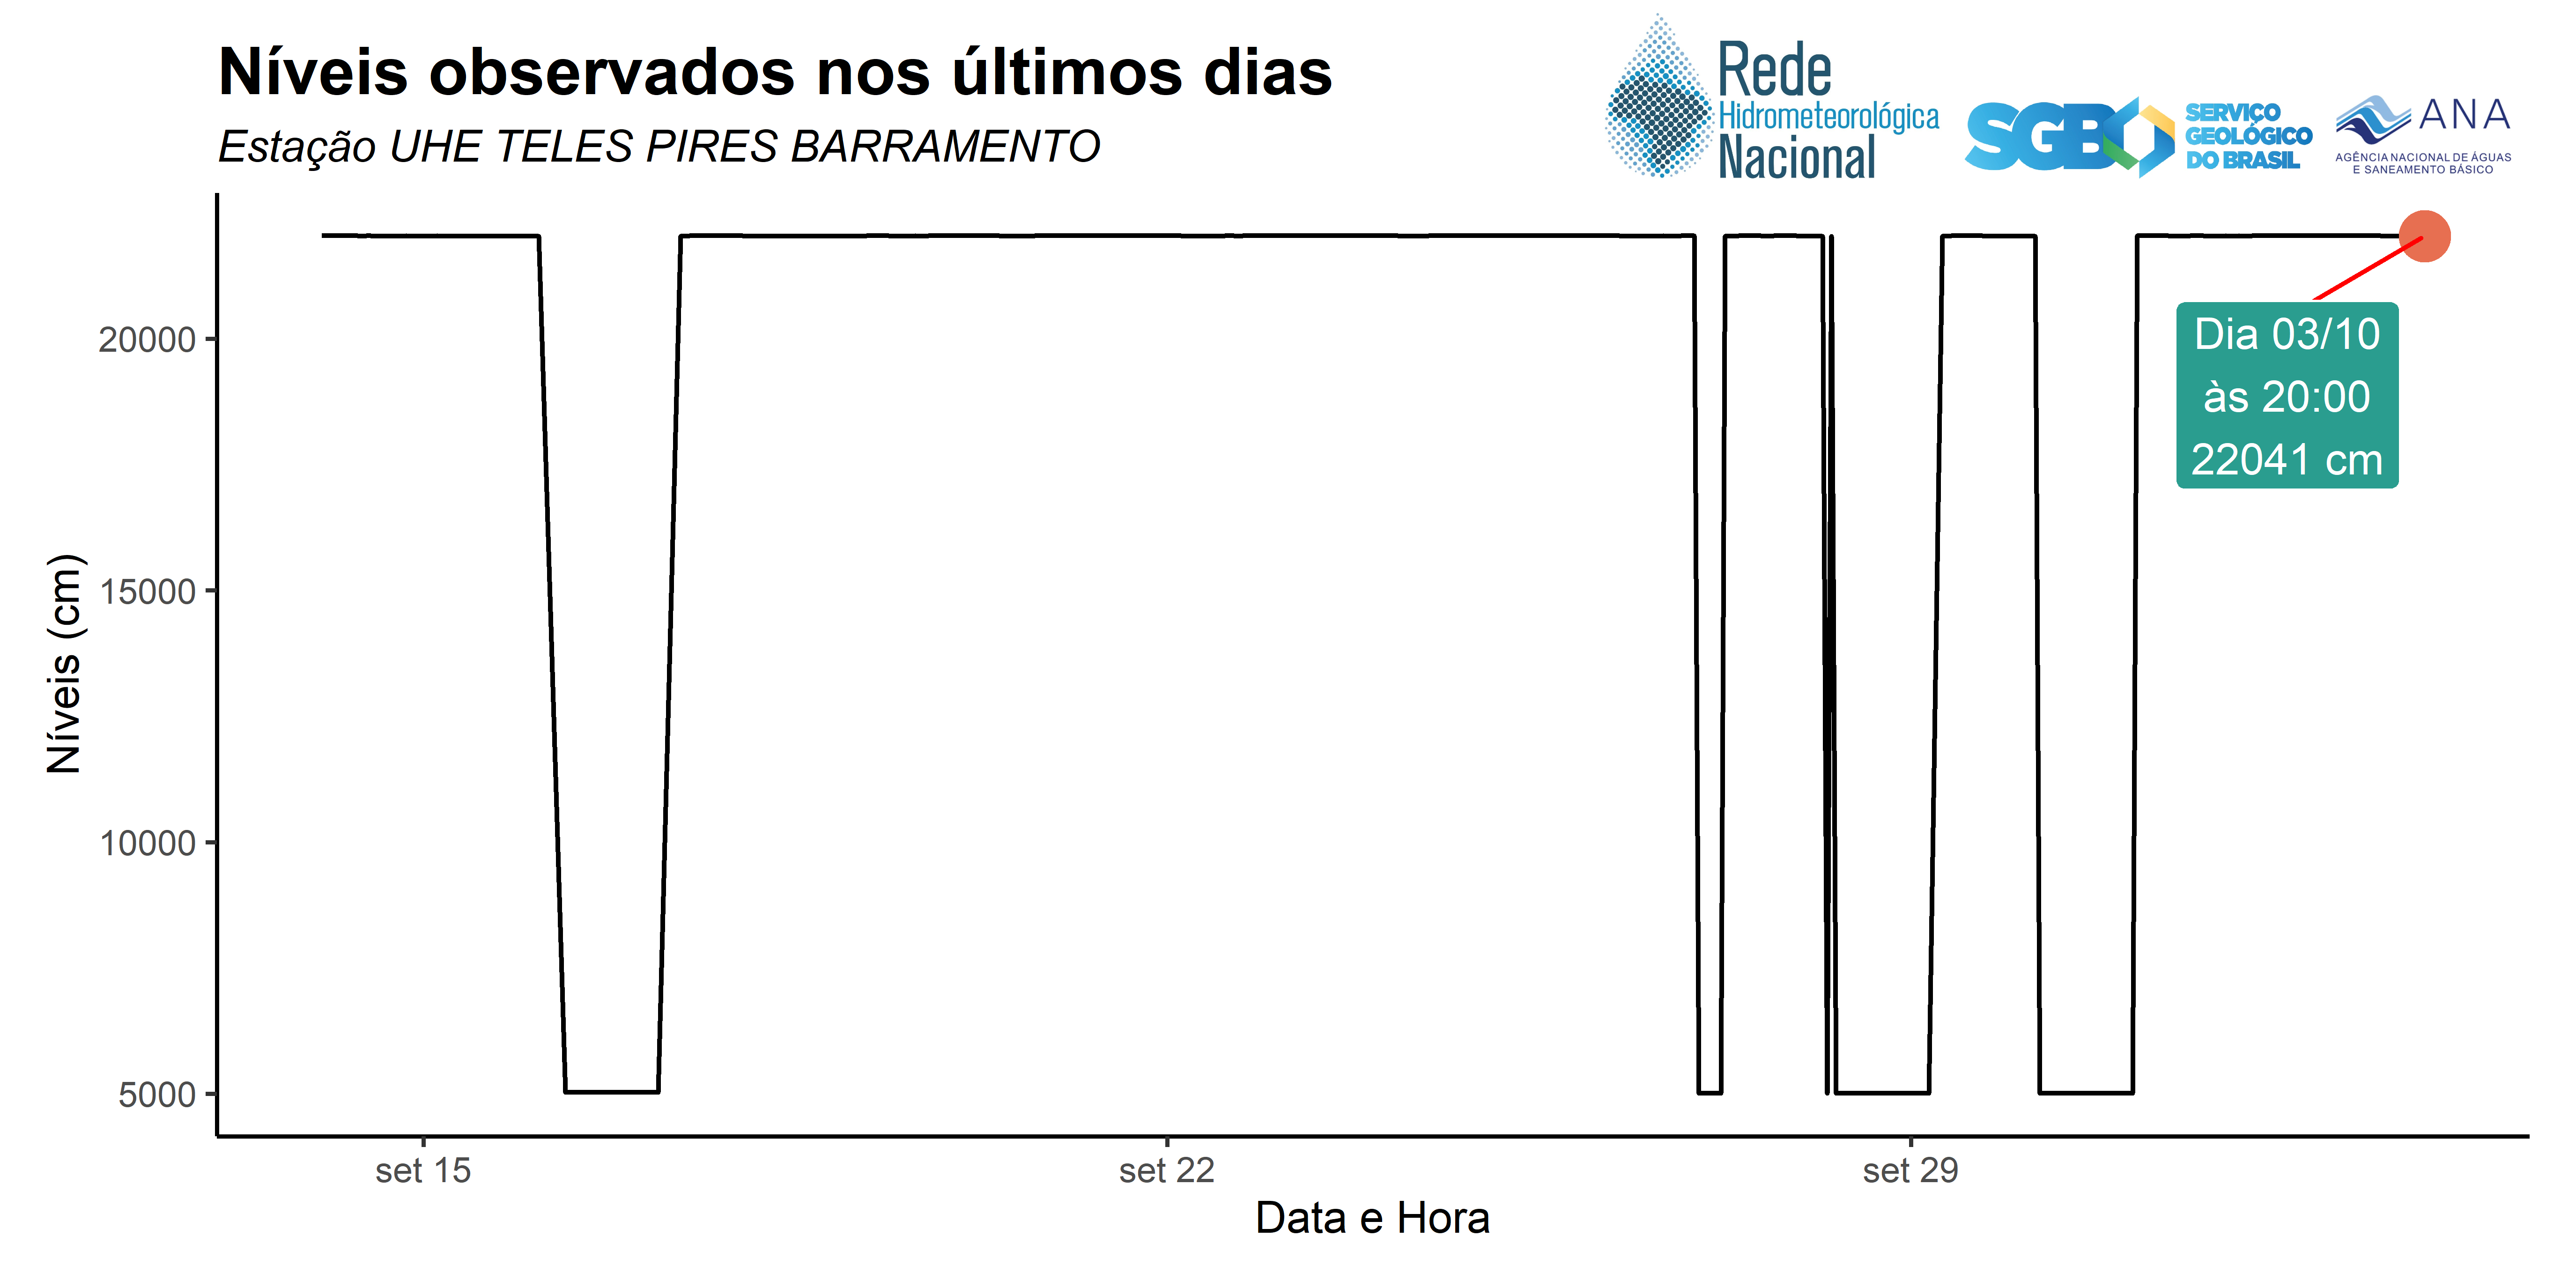 Níveis observados nos últimos dias
Estação UHE TELES PIRES BARRAMENTO
Rede
Hidrometeorológica
Nacional
SGB
SERVIÇO
GEOLÓGICO
DO BRASIL
ANA
AGÊNCIA NACIONAL DE ÁGUAS
E SANEAMENTO BÁSICO
Níveis (cm)
20000
15000
10000
5000
Dia 03/10
às 20:00
22041 cm
set 15
set 22
set 29
Data e Hora